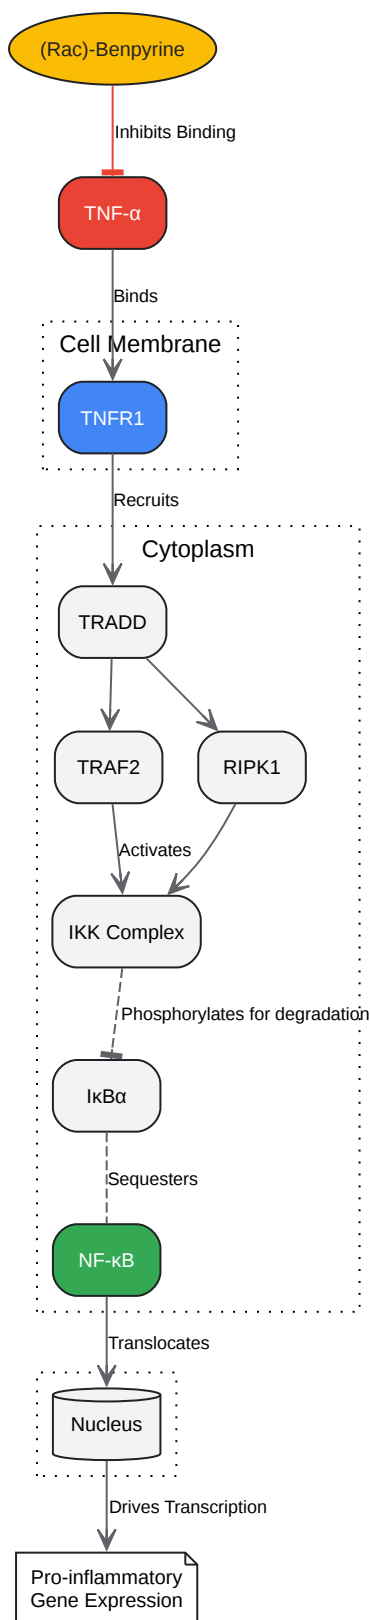 (Rac)-Benpyrine
Inhibits Binding
TNF-α
Binds
Cell Membrane
TNFR1
Recruits
Cytoplasm
TRADD
TRAF2
RIPK1
Activates
IKK Complex
Phosphorylates for degradation
IκBα
Sequesters
NF-κB
Translocates
Nucleus
Drives Transcription
Pro-inflammatory
Gene Expression